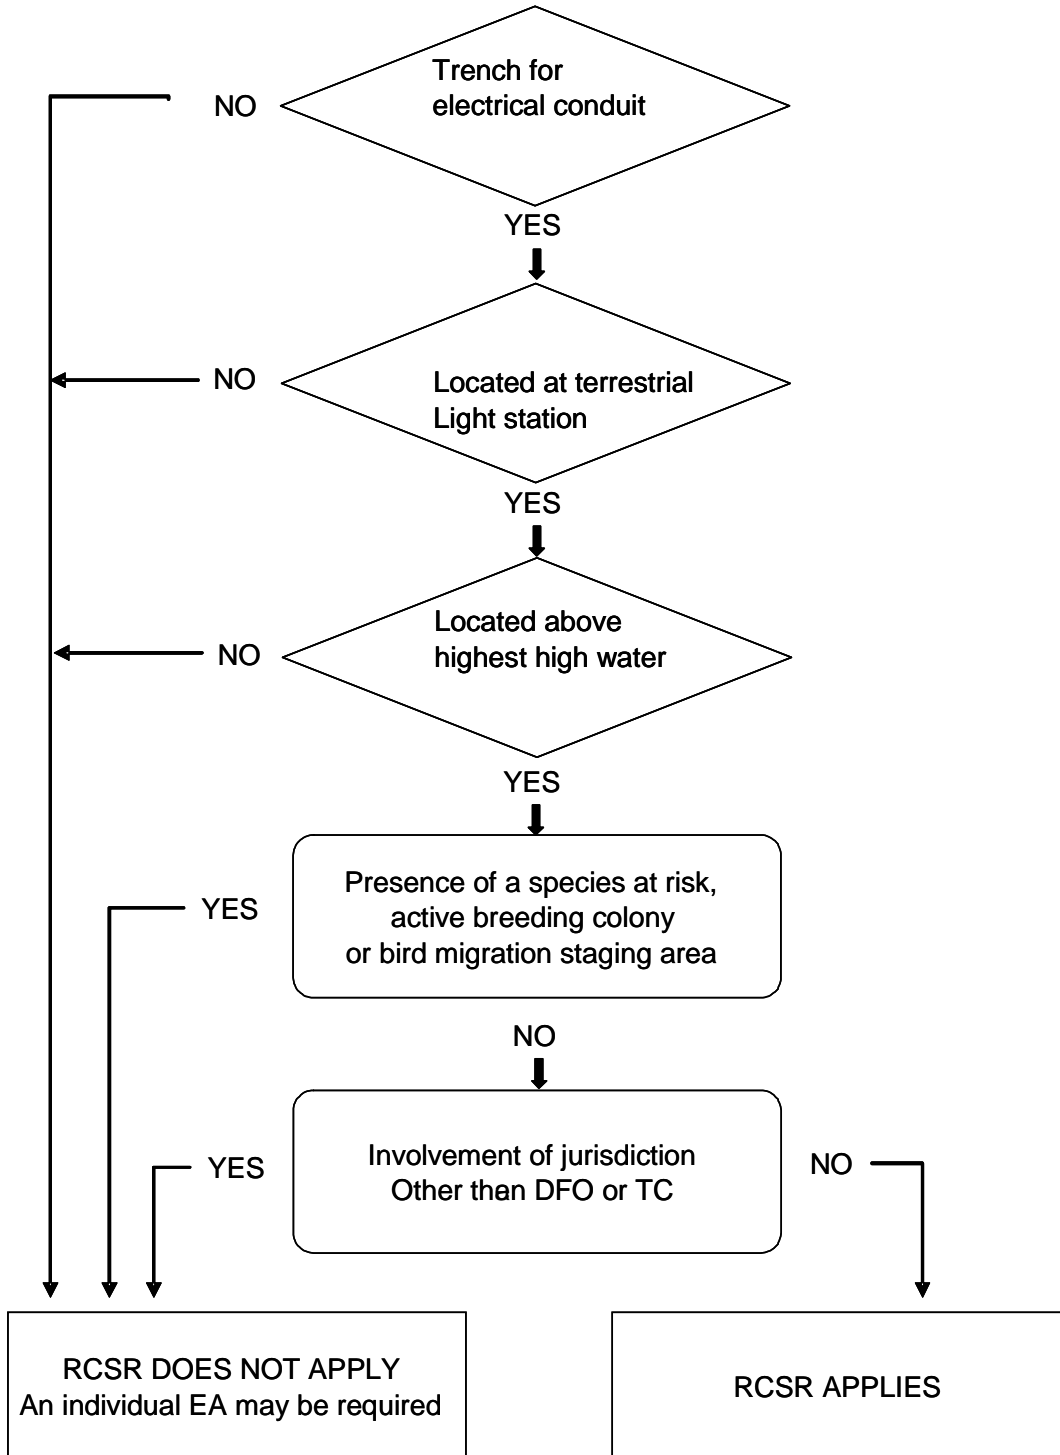 Trench for
electrical conduit
NO
YES
Located at terrestrial
Light station
NO
YES
Located above
highest high water
NO
YES
Presence of a species at risk,
active breeding colony
or bird migration staging area
YES
NO
Involvement of jurisdiction
Other than DFO or TC
YES
NO
RCSR DOES NOT APPLY
An individual EA may be required
RCSR APPLIES